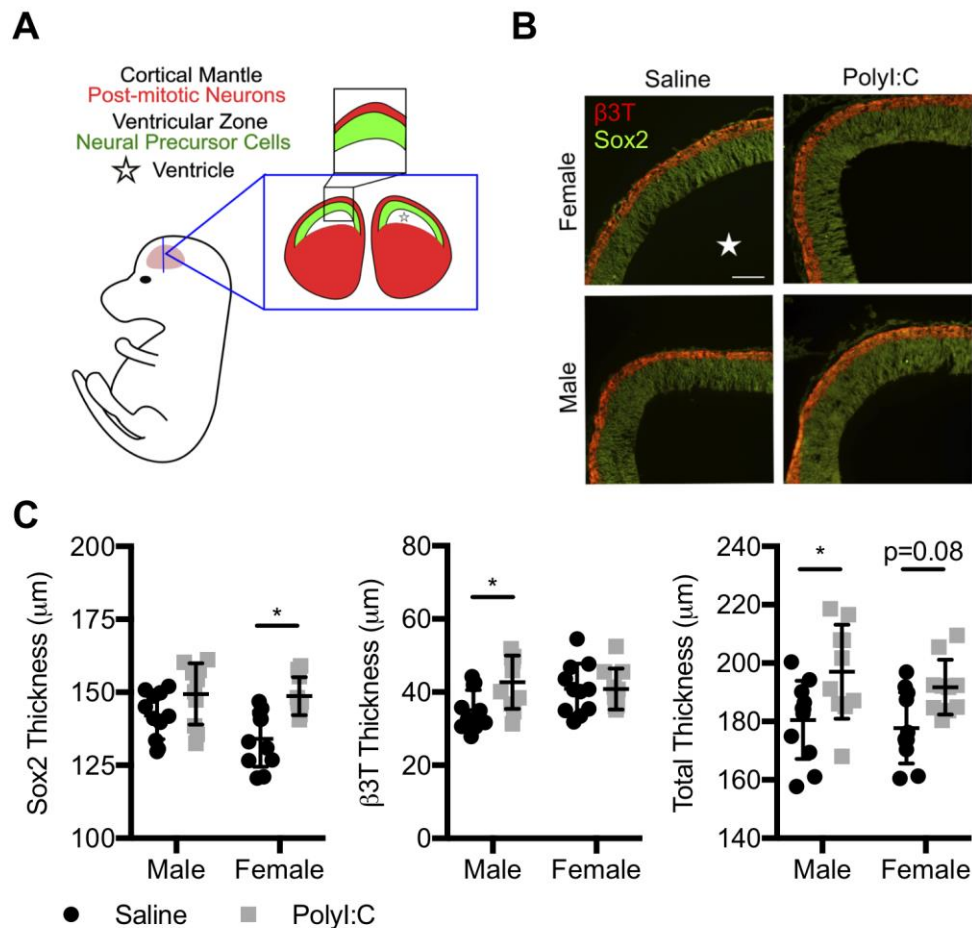 A
Cortical Mantle
Post-mitotic Neurons
Ventricular Zone
Neural Precursor Cells
Ventricle
B
Saline
PolyI:C
Female
β3T
Sox2
Male
C
Sox2 Thickness (μm)
200
175
150
125
100
*
Male
Female
β3T Thickness (μm)
80
60
40
20
0
*
Male
Female
Total Thickness (μm)
240
220
200
180
160
140
*
p=0.08
Male
Female
Saline
PolyI:C